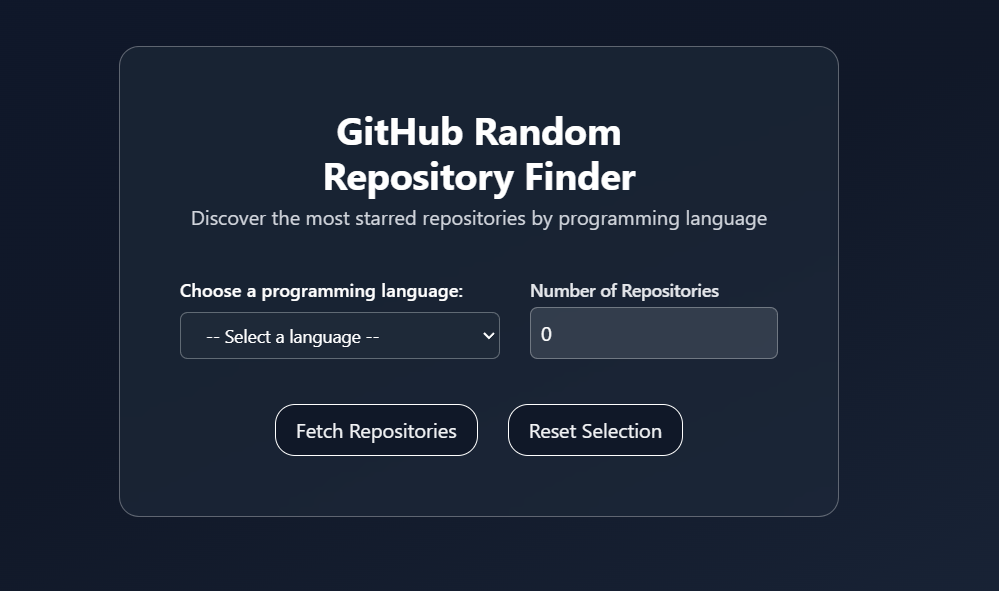 GitHub Random
Repository Finder
Discover the most starred repositories by programming language
Choose a programming language:
Number of Repositories
-- Select a language --
0
Fetch Repositories
Reset Selection